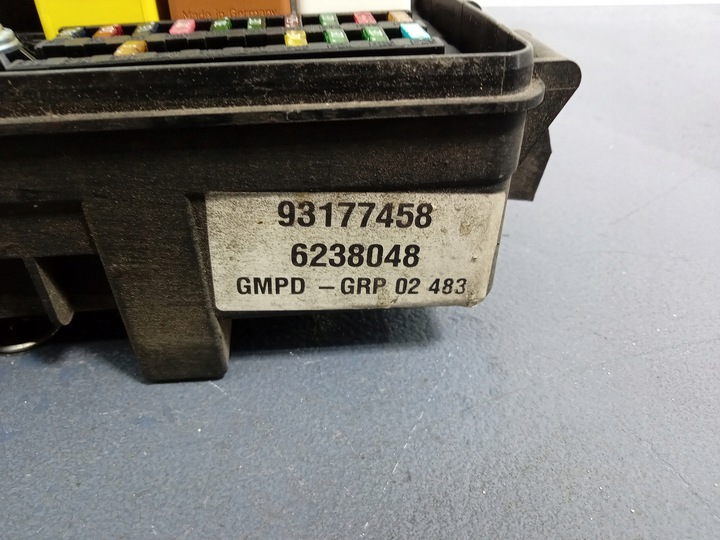 Made in Germany
93177458
6238048
GMPD - GRP 02 483